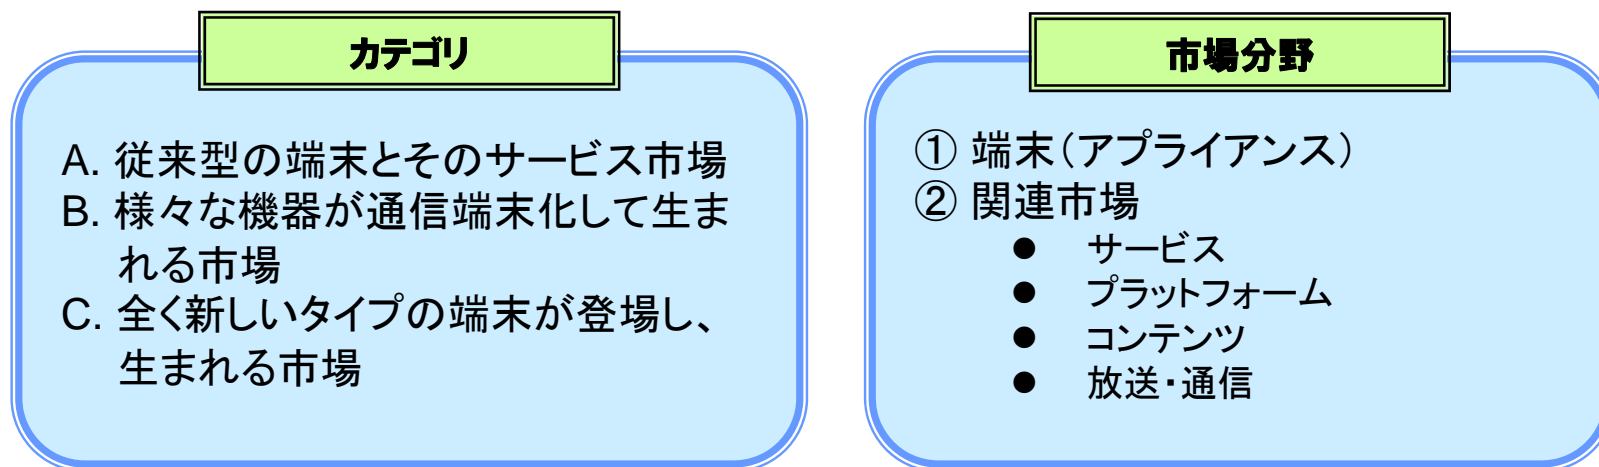 カテゴリ
A. 従来型の端末とそのサービス市場
B. 様々な機器が通信端末化して生ま
れる市場
C. 全く新しいタイプの端末が登場し、
生まれる市場
市場分野
① 端末（アプライアンス）
② 関連市場
● サービス
● プラットフォーム
● コンテンツ
● 放送・通信